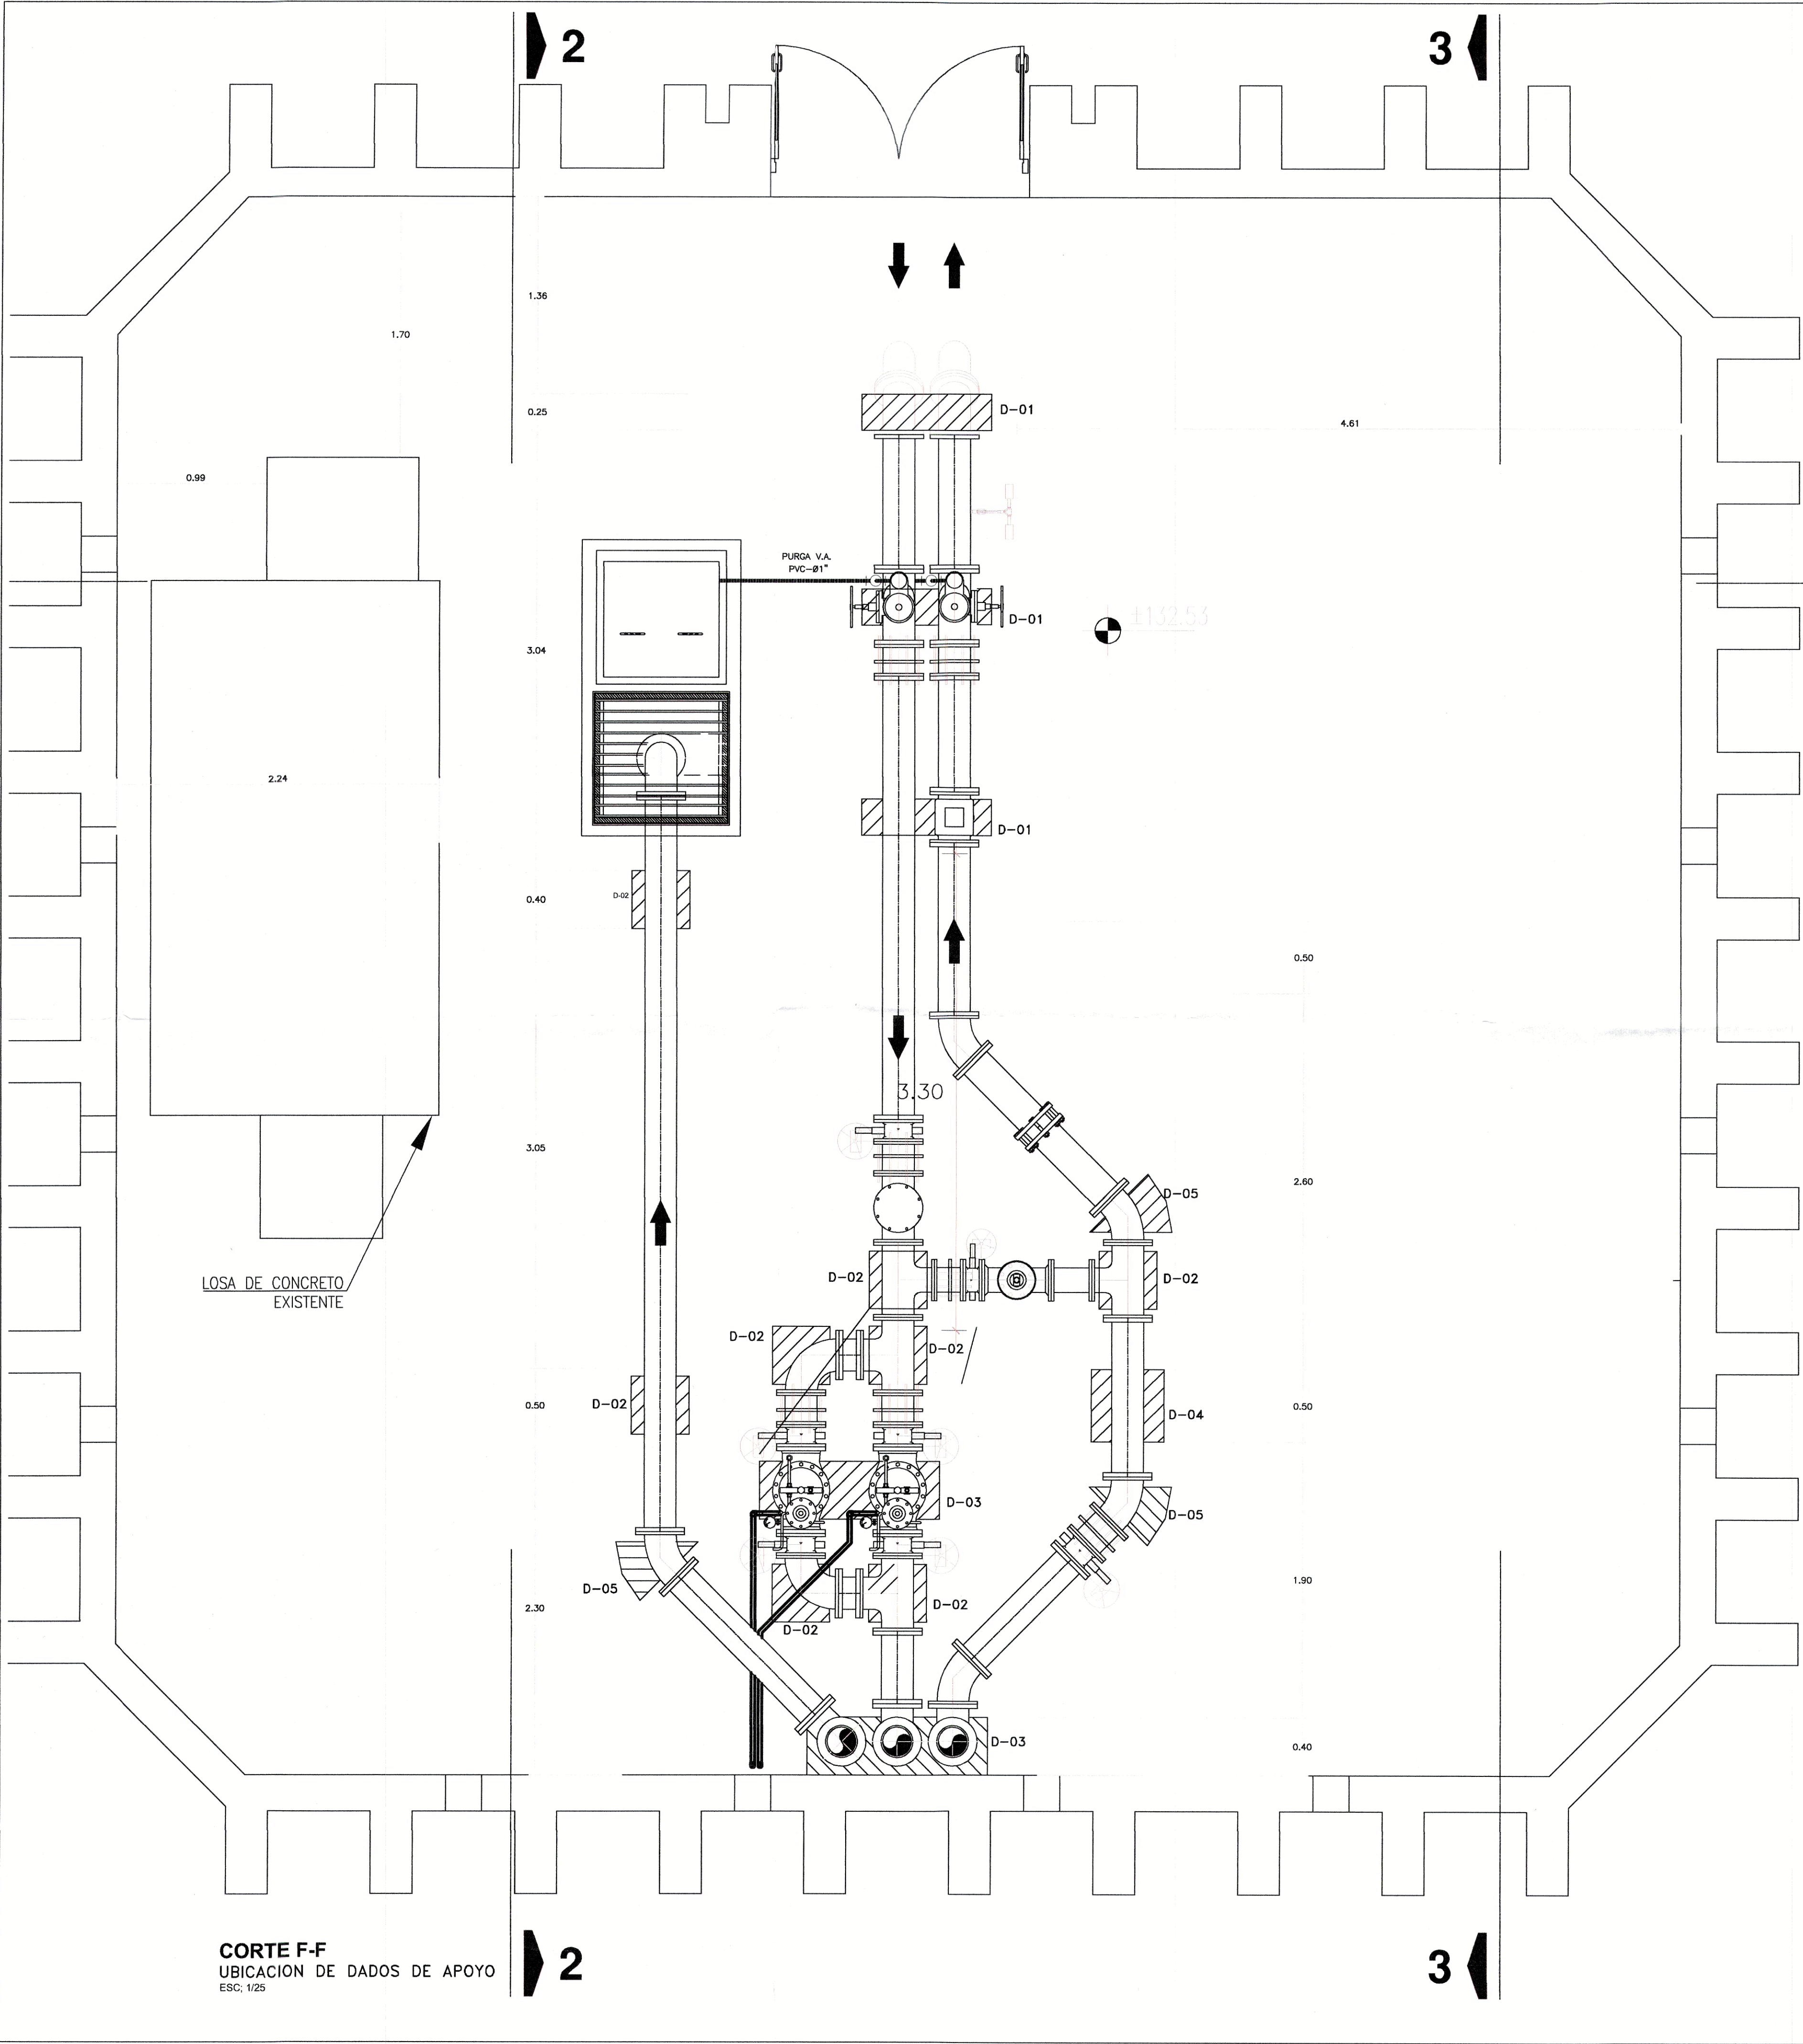 2
3
1.36
1.70
0.25
D-01
4.61
0.99
PURGA V.A.
PVC-Ø1"
D-01
±132.53
3.04
2.24
D-01
D-02
0.40
0.50
3.30
3.05
2.60
D-05
LOSA DE CONCRETO
EXISTENTE
D-02
D-02
D-02
D-02
D-02
0.50
0.50
D-04
D-03
D-05
D-05
2.30
1.90
D-02
D-02
D-03
0.40
CORTE F-F
UBICACION DE DADOS DE APOYO
ESC; 1/25
2
3